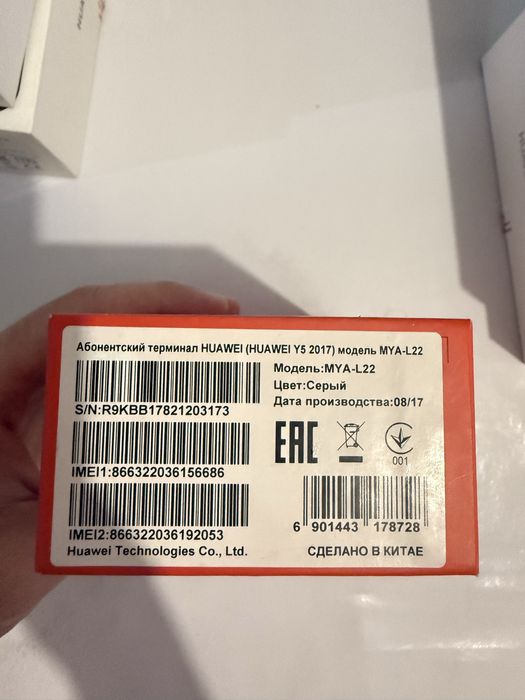 Абонентский терминал HUAWEI (HUAWEI Y5 2017) модель MYA-L22
Модель:MYA-L22
Цвет:Серый
Дата производства:08/17
S/N:R9KBB17821203173
EAC
001
IMEI1:866322036156686
IMEI2:866322036192053
6 901443 178728
Huawei Technologies Co., Ltd.
СДЕЛАНО В КИТАЕ